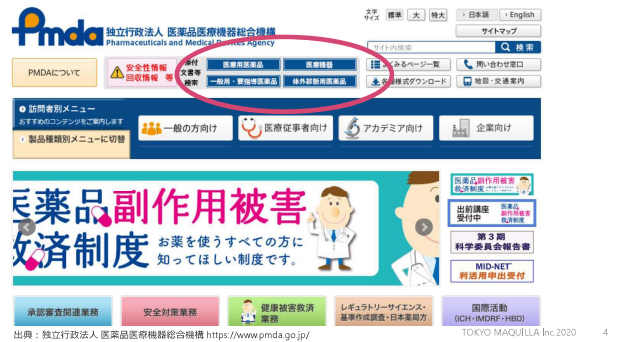 Pmda 独立行政法人 医薬品医療機器総合機構
Pharmaceuticals and Medical Devices Agency
文字サイズ 標準 大 特大
日本語 English
サイトマップ
サイト内検索 検索
PMDAについて
安全性情報
回収情報 等
添付
文書等
検索
医療用医薬品 医療機器
一般用・要指導医薬品 体外診断用医薬品
よくみるページ一覧 問い合わせ窓口
各種様式ダウンロード 地図・交通案内
訪問者別メニュー
おすすめのコンテンツをご案内します
製品種類別メニューに切替
一般の方向け 医療従事者向け アカデミア向け 企業向け
医薬品副作用被害
救済制度
お薬を使うすべての方に
知ってほしい制度です。
医薬品副作用被害
救済制度
出前講座
受付中
医薬品
副作用被害
救済制度
第3期
科学委員会報告書
MID-NET
利活用申出受付
承認審査関連業務 安全対策業務 健康被害救済業務 レギュラトリーサイエンス・基準作成調査・日本薬局方 国際活動(ICH・IMDRF・HBD)
出典：独立行政法人 医薬品医療機器総合機構 https://www.pmda.go.jp/
TOKYO MAQUILLA Inc.2020 4